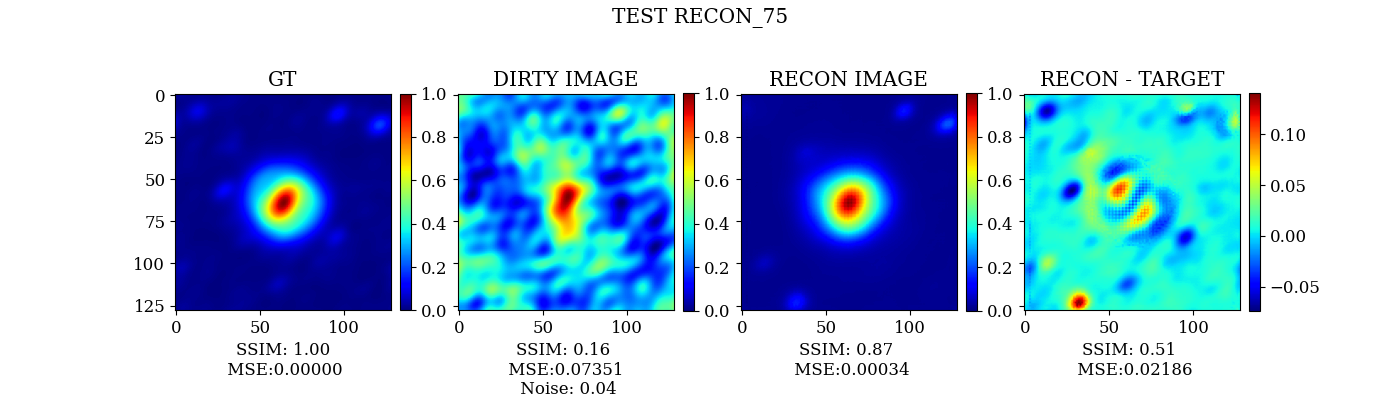 TEST RECON_75
GT
DIRTY IMAGE
RECON IMAGE
RECON - TARGET
0
25
50
75
100
125
0 50 100
1.0
0.8
0.6
0.4
0.2
0.0
0 50 100
1.0
0.8
0.6
0.4
0.2
0.0
0 50 100
1.0
0.8
0.6
0.4
0.2
0.0
0 50 100
0.10
0.05
0.00
−0.05
SSIM: 1.00
MSE:0.00000
SSIM: 0.16
MSE:0.07351
Noise: 0.04
SSIM: 0.87
MSE:0.00034
SSIM: 0.51
MSE:0.02186